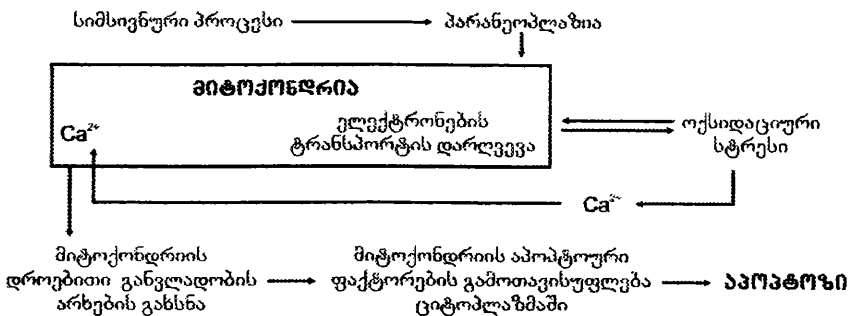 სიმსივნური პროცესი პარანეოპლაზია
ᲛᲘᲢᲝᲥᲝᲜᲓᲠᲘᲐ
Ca²⁺
ელექტრონების
ტრანსპორტის დარღვევა
ოქსიდაციური
სტრესი
Ca²⁺
მიტოქონდრიის
დროებითი განვლადობის
არხების გახსნა
მიტოქონდრიის აპოპტოური
ფაქტორების გამოთავისუფლება
ციტოპლაზმაში
ᲐᲞᲝᲞᲢᲝᲖᲘ